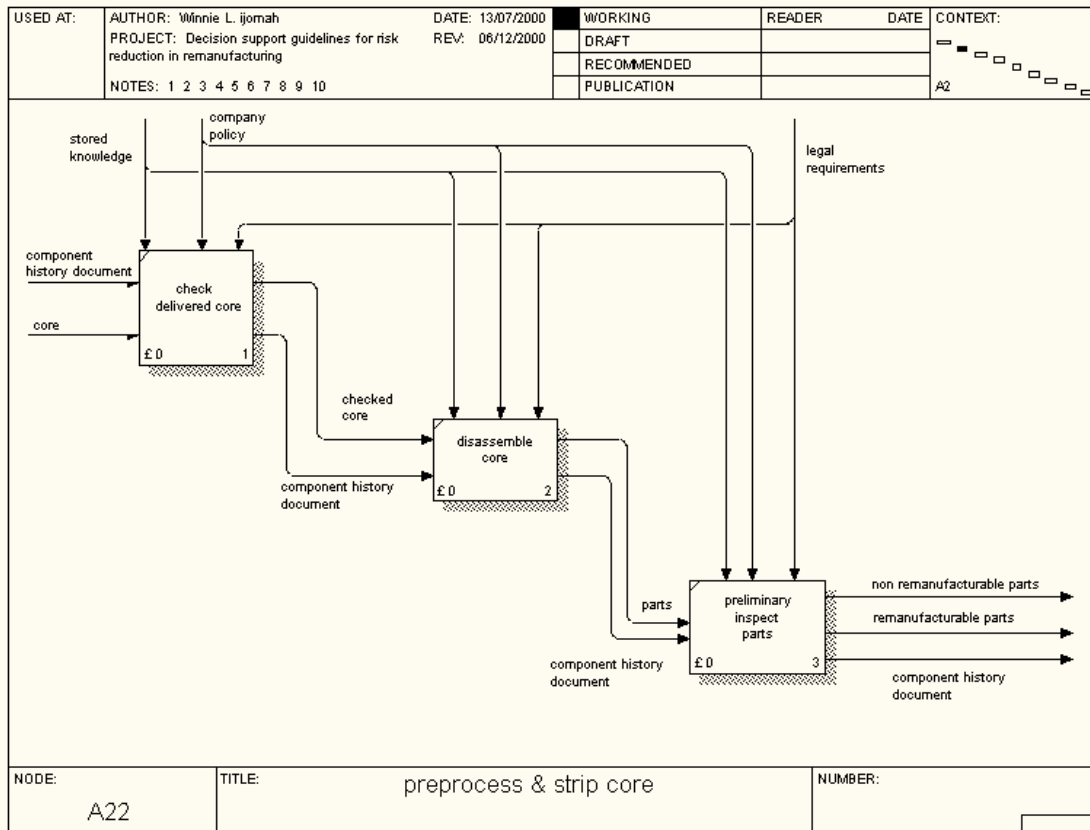 USED AT:
AUTHOR: Winnie L. ijomah
DATE: 13/07/2000
PROJECT: Decision support guidelines for risk
reduction in remanufacturing
REV: 06/12/2000
NOTES: 1 2 3 4 5 6 7 8 9 10
WORKING
DRAFT
RECOMMENDED
PUBLICATION
READER DATE
CONTEXT:
A2
stored
knowledge
company
policy
legal
requirements
component
history document
core
check
delivered core
£ 0 1
checked
core
component history
document
disassemble
core
£ 0 2
parts
component history
document
preliminary
inspect
parts
£ 0 3
non remanufacturable parts
remanufacturable parts
component history
document
NODE:
A22
TITLE:
preprocess & strip core
NUMBER: